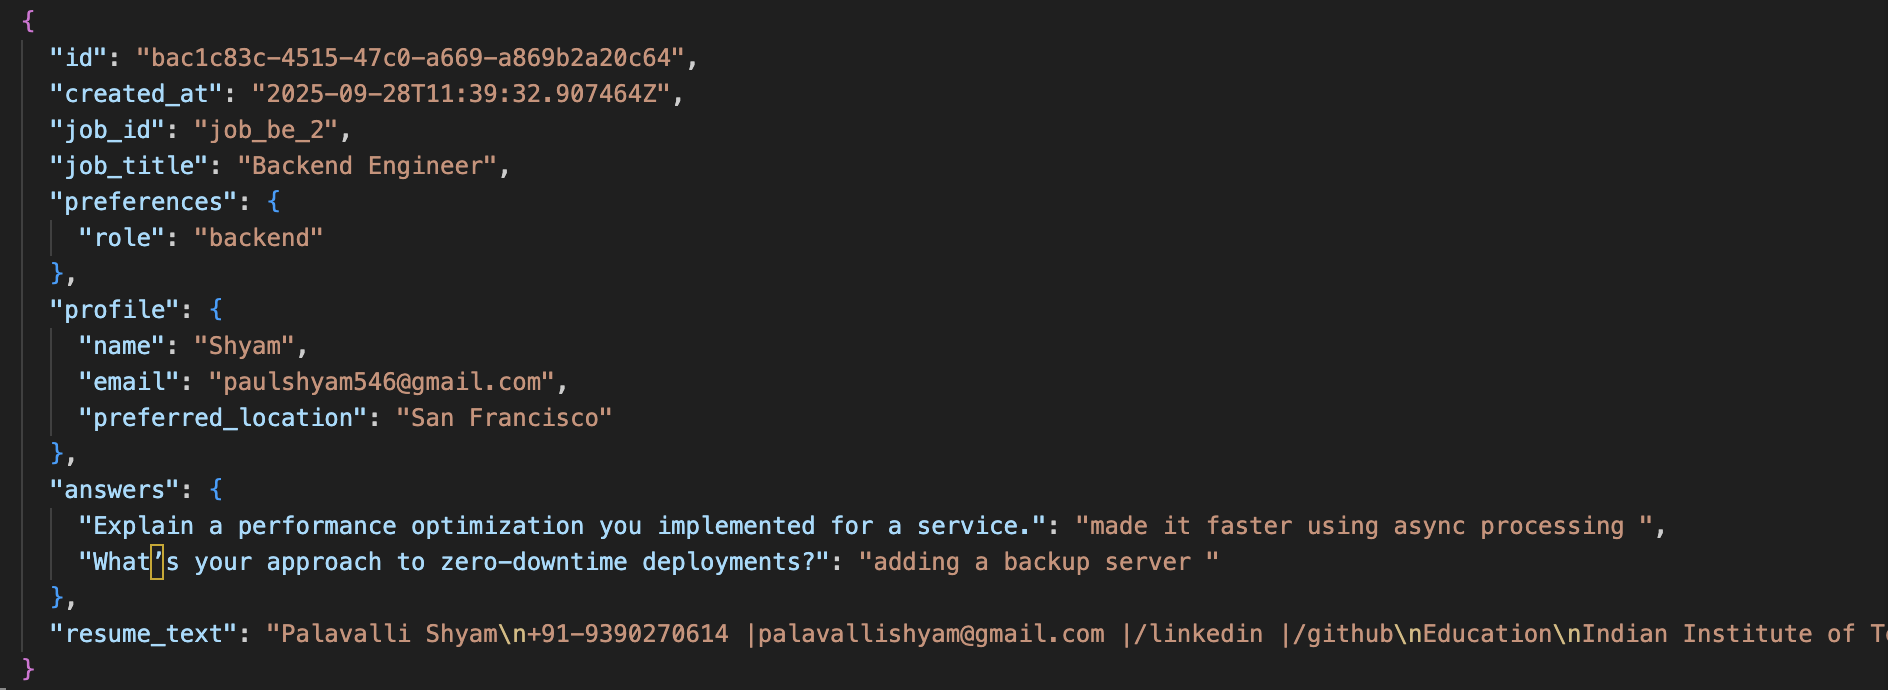 {
"id": "bac1c83c-4515-47c0-a669-a869b2a20c64",
"created_at": "2025-09-28T11:39:32.907464Z",
"job_id": "job_be_2",
"job_title": "Backend Engineer",
"preferences": {
"role": "backend"
},
"profile": {
"name": "Shyam",
"email": "paulshyam546@gmail.com",
"preferred_location": "San Francisco"
},
"answers": {
"Explain a performance optimization you implemented for a service.": "made it faster using async processing ",
"What’s your approach to zero-downtime deployments?": "adding a backup server "
},
"resume_text": "Palavalli Shyam\n+91-9390270614 |palavallishyam@gmail.com |/linkedin |/github\nEducation\nIndian Institute of
}